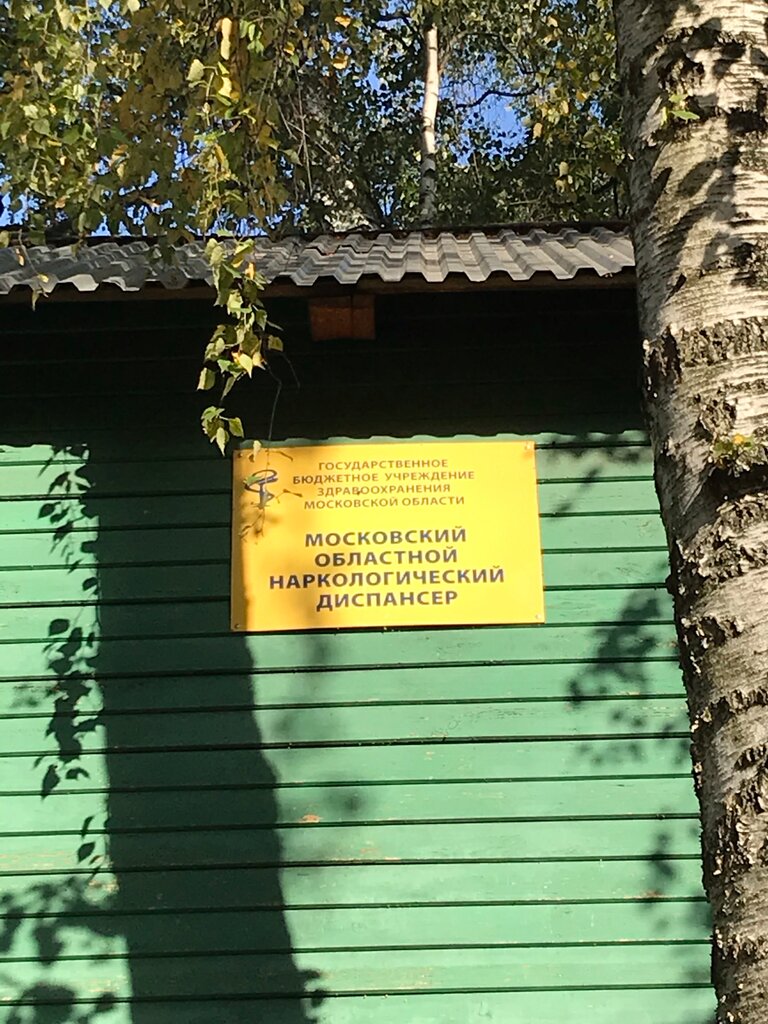 ГОСУДАРСТВЕННОЕ
БЮДЖЕТНОЕ УЧРЕЖДЕНИЕ
ЗДРАВООХРАНЕНИЯ
МОСКОВСКОЙ ОБЛАСТИ
МОСКОВСКИЙ
ОБЛАСТНОЙ
НАРКОЛОГИЧЕСКИЙ
ДИСПАНСЕР